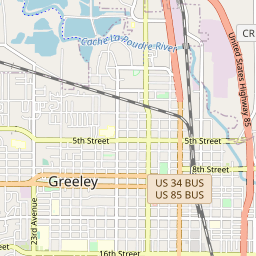 Cache La Poudre River
CR
United States Highway 85
5th Street
5th Street
8th Street
Greeley
US 34 BUS
US 85 BUS
23rd Avenue
16th Street